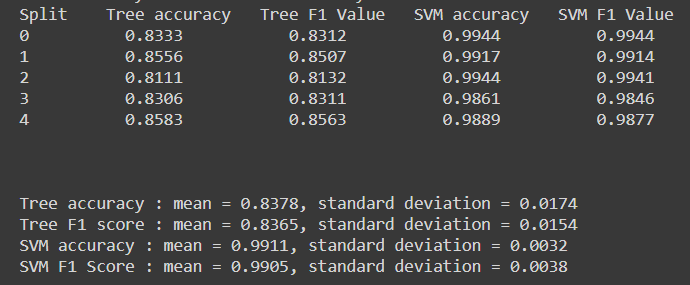 Split Tree accuracy Tree F1 Value SVM accuracy SVM F1 Value
0 0.8333 0.8312 0.9944 0.9944
1 0.8556 0.8507 0.9917 0.9914
2 0.8111 0.8132 0.9944 0.9941
3 0.8306 0.8311 0.9861 0.9846
4 0.8583 0.8563 0.9889 0.9877
Tree accuracy : mean = 0.8378, standard deviation = 0.0174
Tree F1 score : mean = 0.8365, standard deviation = 0.0154
SVM accuracy : mean = 0.9911, standard deviation = 0.0032
SVM F1 Score : mean = 0.9905, standard deviation = 0.0038